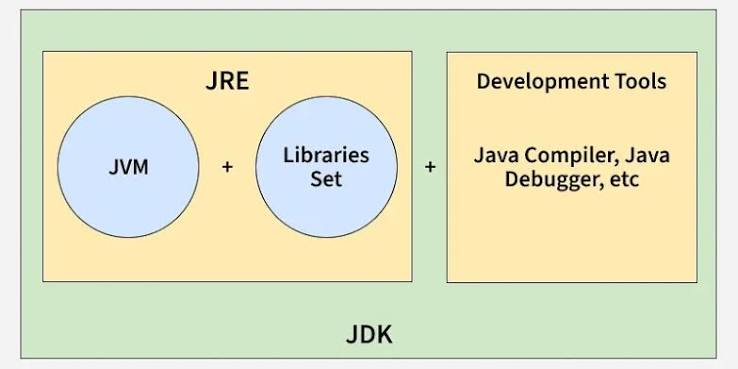 JRE
JVM
+
Libraries
Set
+
Development Tools
Java Compiler, Java
Debugger, etc
JDK